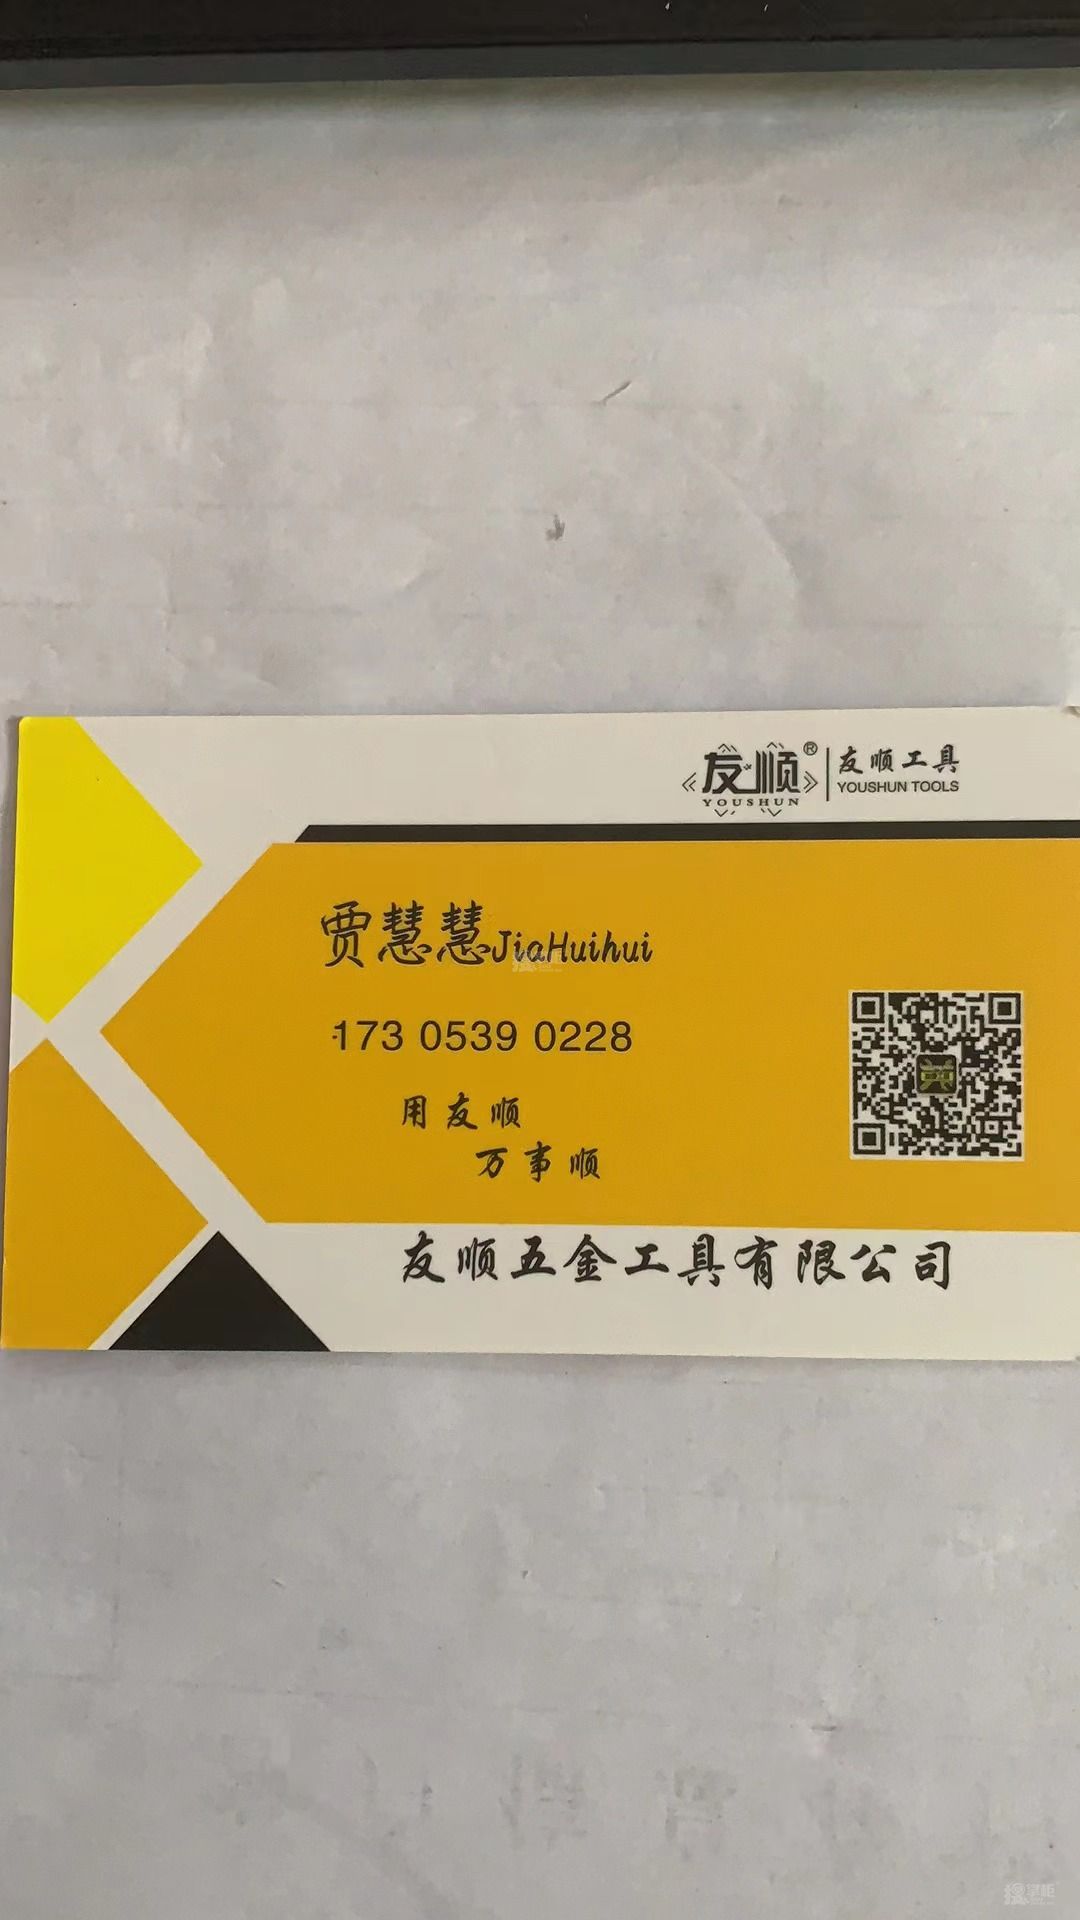 友顺®
YOUSHUN
友顺工具
YOUSHUN TOOLS
贾慧慧JiaHuihui
173 0539 0228
用友顺
万事顺
友顺五金工具有限公司